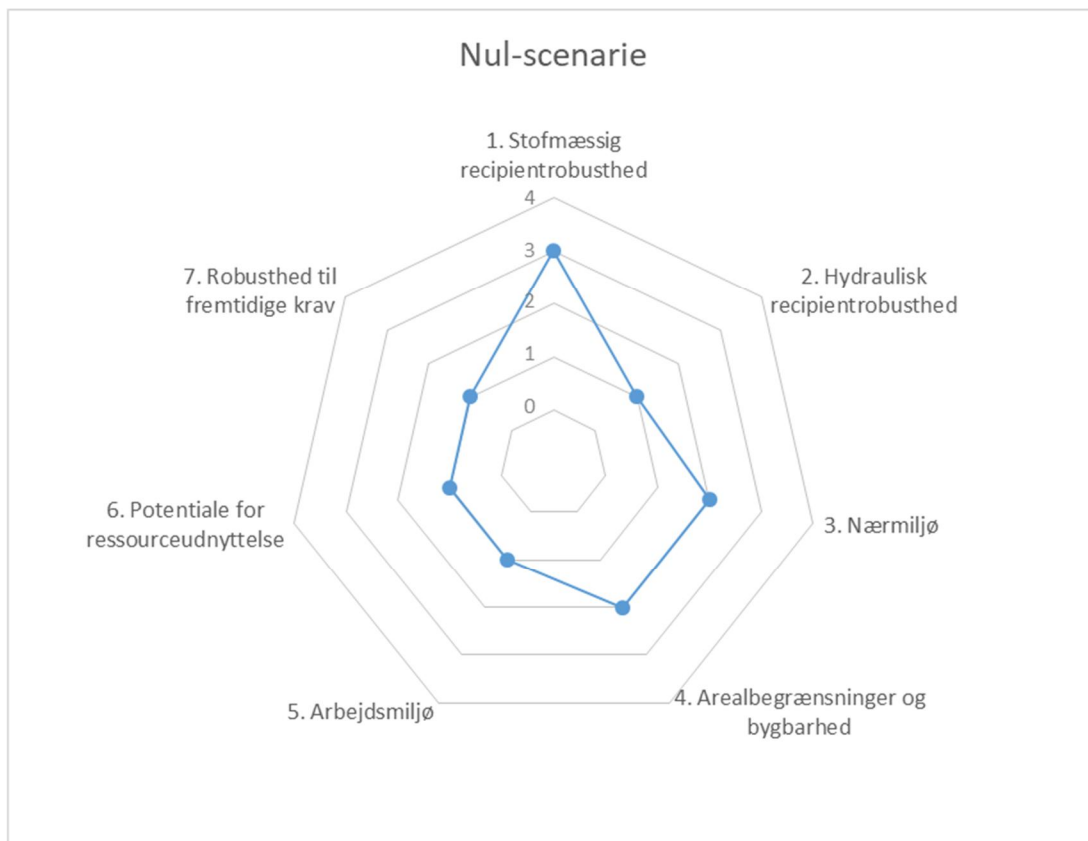 Nul-scenarie
1. Stofmæssig
recipientrobusthed
4
3
2
1
0
2. Hydraulisk
recipientrobusthed
3. Nærmiljø
4. Arealbegrænsninger og
bygbarhed
5. Arbejdsmiljø
6. Potentiale for
ressourceudnyttelse
7. Robusthed til
fremtidige krav